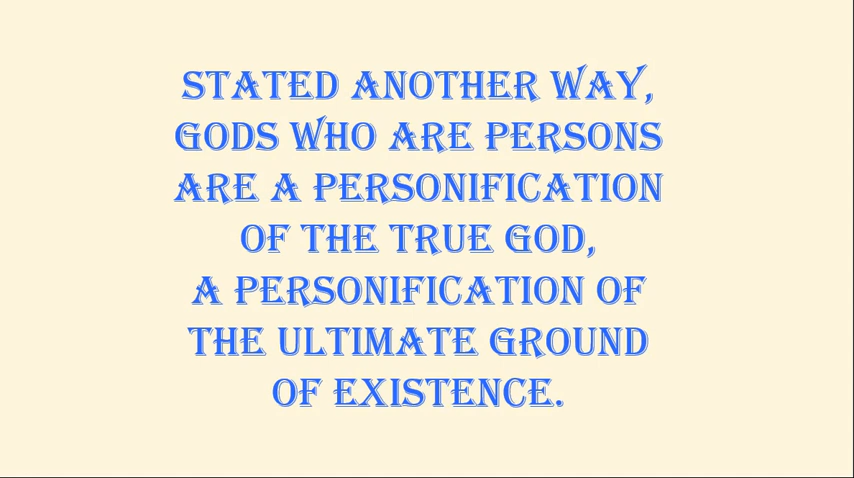 STATED ANOTHER WAY,
GODS WHO ARE PERSONS
ARE A PERSONIFICATION
OF THE TRUE GOD,
A PERSONIFICATION OF
THE ULTIMATE GROUND
OF EXISTENCE.